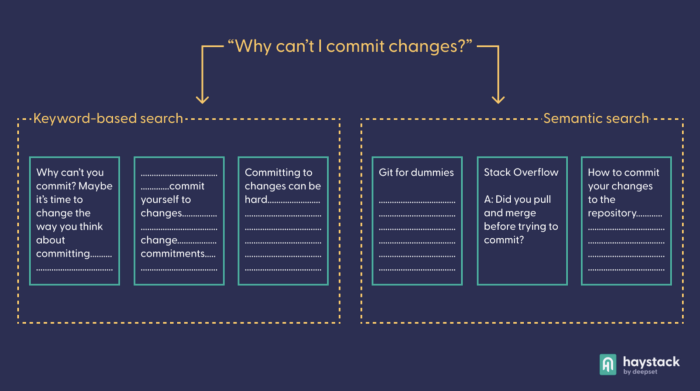 “Why can’t I commit changes?”
Keyword-based search
Why can’t you
commit? Maybe
it’s time to
change the
way you think
about
committing..........
..................................
..................................
.............commit
yourself to
changes...............
..................................
change.................
commitments.....
..................................
Committing to
changes can be
hard.......................
..................................
..................................
..................................
..................................
..................................
Semantic search
Git for dummies
..................................
..................................
..................................
..................................
..................................
..................................
Stack Overflow
A: Did you pull
and merge
before trying to
commit?
How to commit
your changes
to the
repository...........
..................................
..................................
..................................
..................................
haystack
by deepset